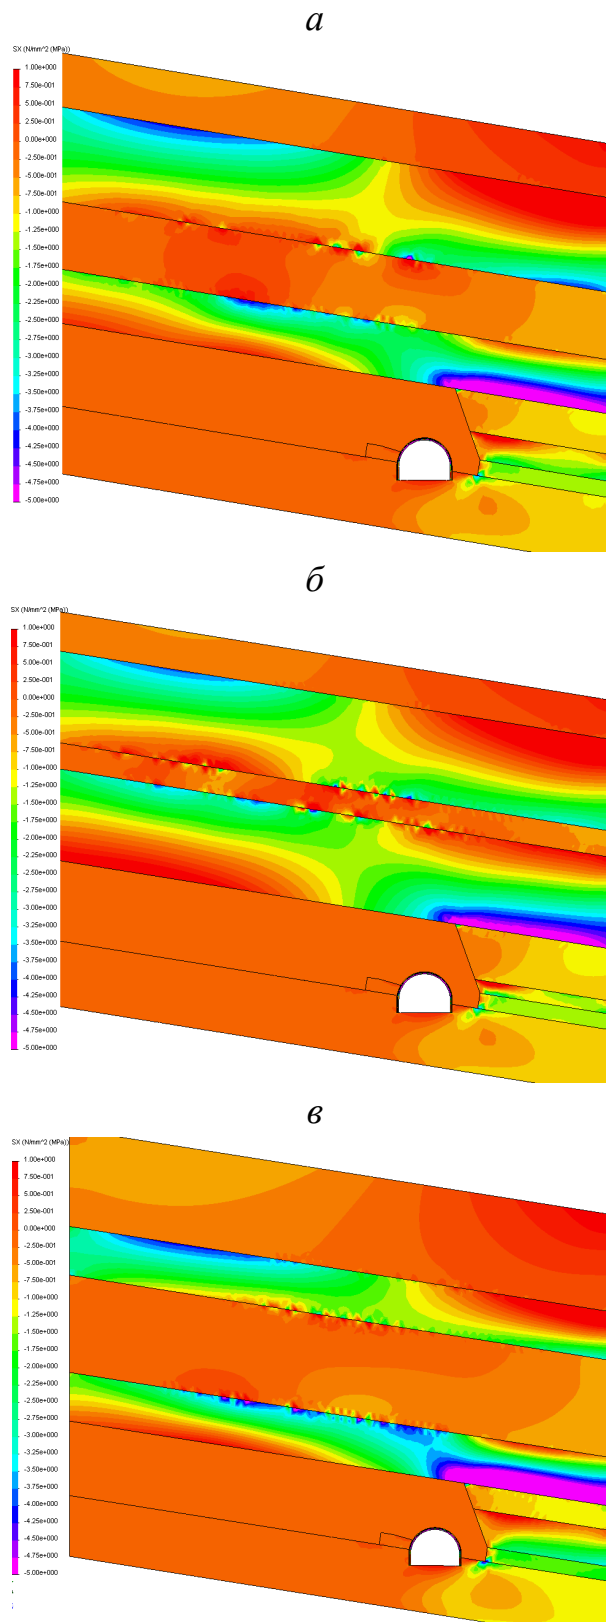 а
SX (N/mm^2 (MPa))
1.00e+000
7.50e-001
5.00e-001
2.50e-001
0.00e+000
-2.50e-001
-5.00e-001
-7.50e-001
-1.00e+000
-1.25e+000
-1.50e+000
-1.75e+000
-2.00e+000
-2.25e+000
-2.50e+000
-2.75e+000
-3.00e+000
-3.25e+000
-3.50e+000
-3.75e+000
-4.00e+000
-4.25e+000
-4.50e+000
-4.75e+000
-5.00e+000
б
SX (N/mm^2 (MPa))
1.00e+000
7.50e-001
5.00e-001
2.50e-001
0.00e+000
-2.50e-001
-5.00e-001
-7.50e-001
-1.00e+000
-1.25e+000
-1.50e+000
-1.75e+000
-2.00e+000
-2.25e+000
-2.50e+000
-2.75e+000
-3.00e+000
-3.25e+000
-3.50e+000
-3.75e+000
-4.00e+000
-4.25e+000
-4.50e+000
-4.75e+000
-5.00e+000
в
SX (N/mm^2 (MPa))
1.00e+000
7.50e-001
5.00e-001
2.50e-001
0.00e+000
-2.50e-001
-5.00e-001
-7.50e-001
-1.00e+000
-1.25e+000
-1.50e+000
-1.75e+000
-2.00e+000
-2.25e+000
-2.50e+000
-2.75e+000
-3.00e+000
-3.25e+000
-3.50e+000
-3.75e+000
-4.00e+000
-4.25e+000
-4.50e+000
-4.75e+000
-5.00e+000